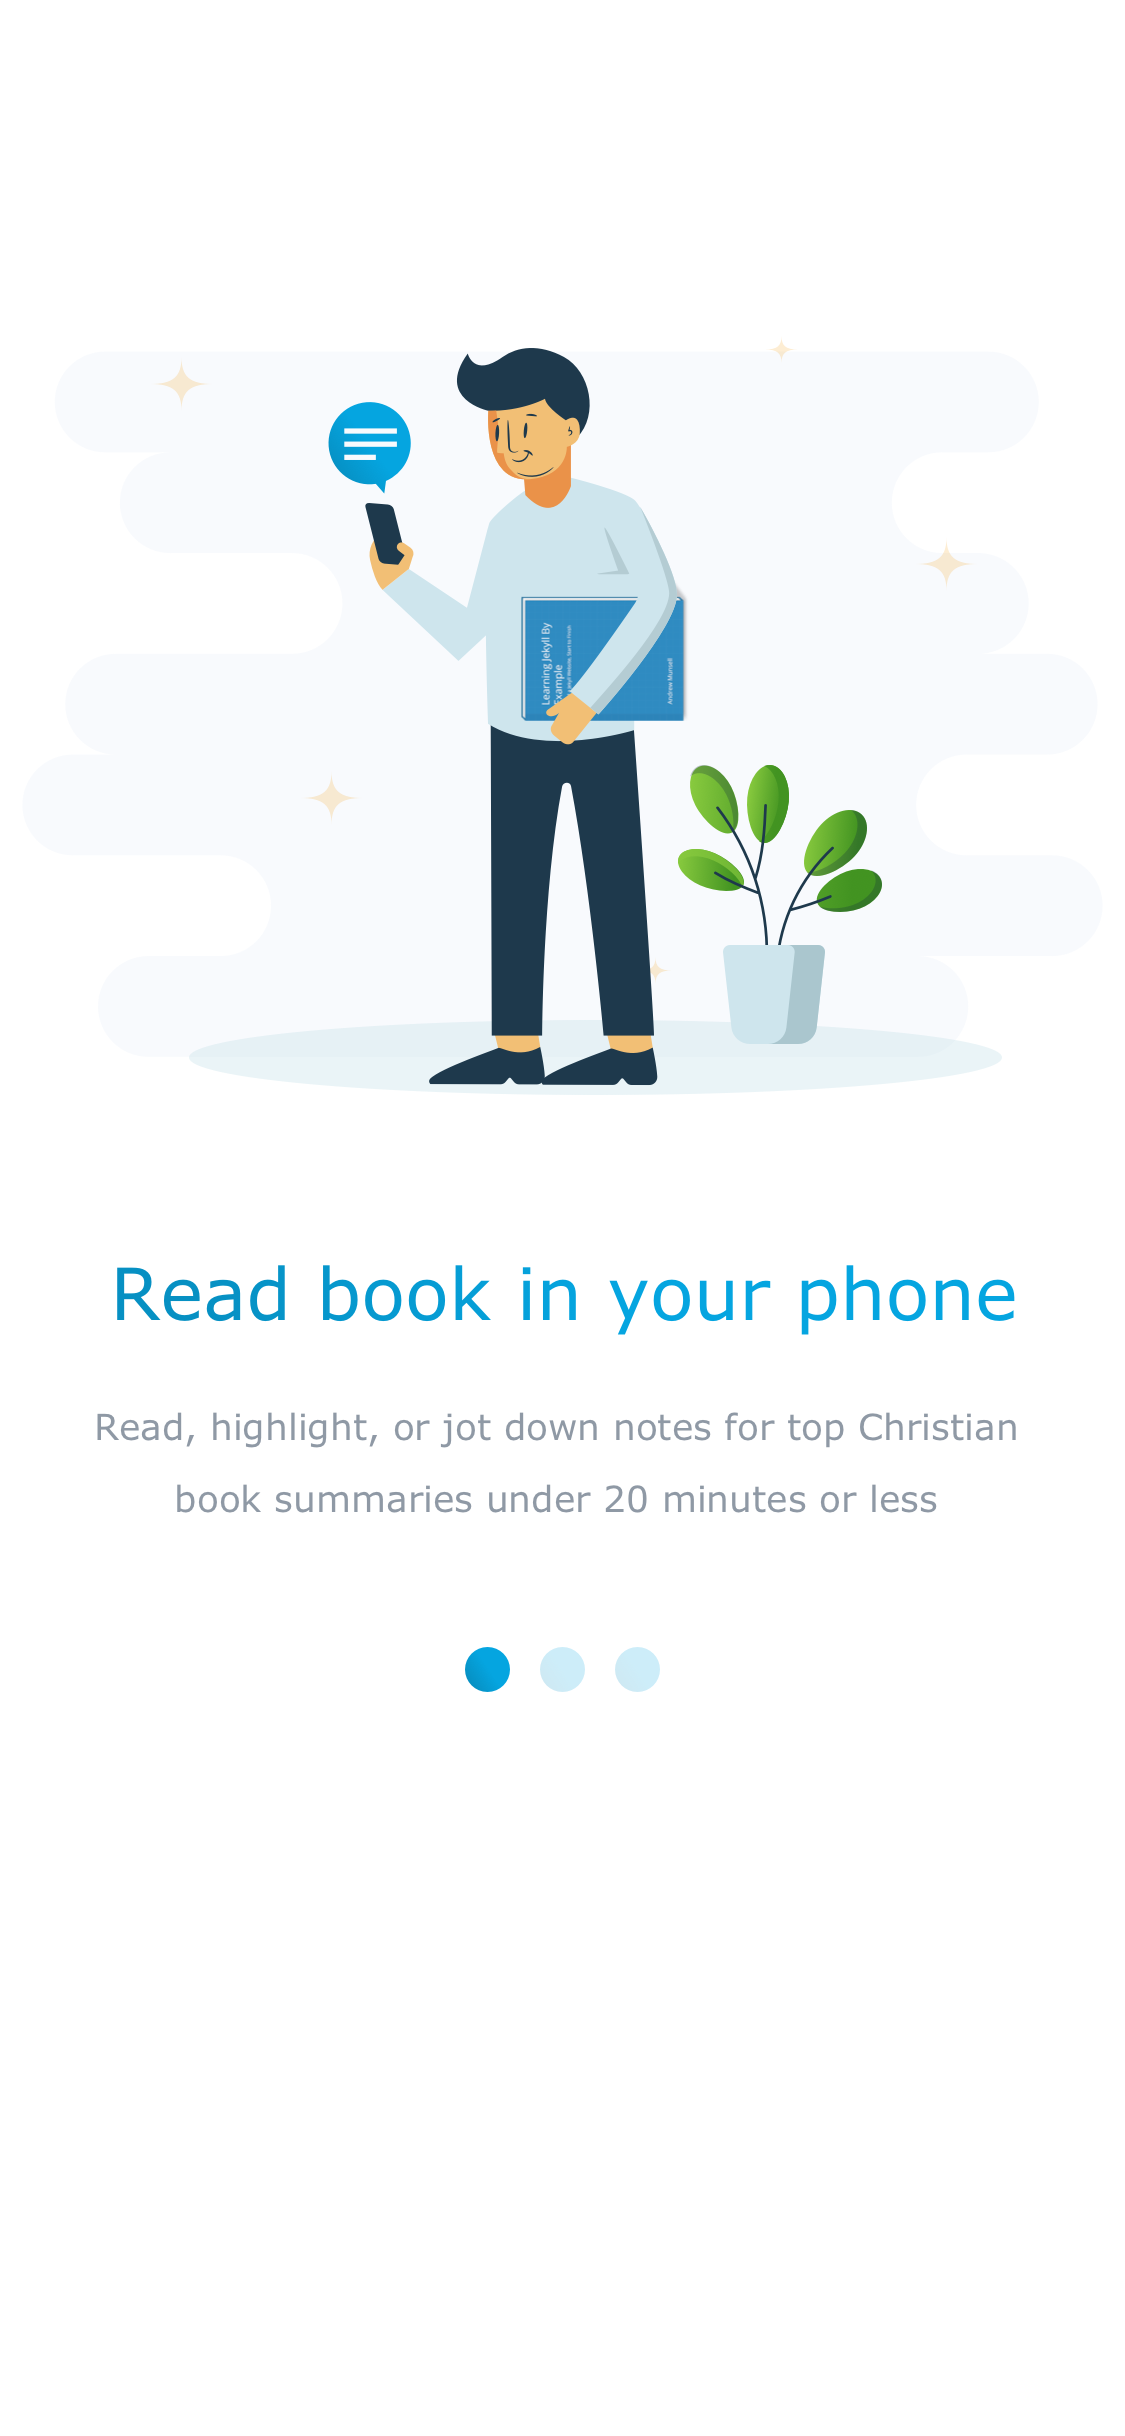 Learning Jekyll By
Example
Andrew Munsell
Read book in your phone
Read, highlight, or jot down notes for top Christian
book summaries under 20 minutes or less